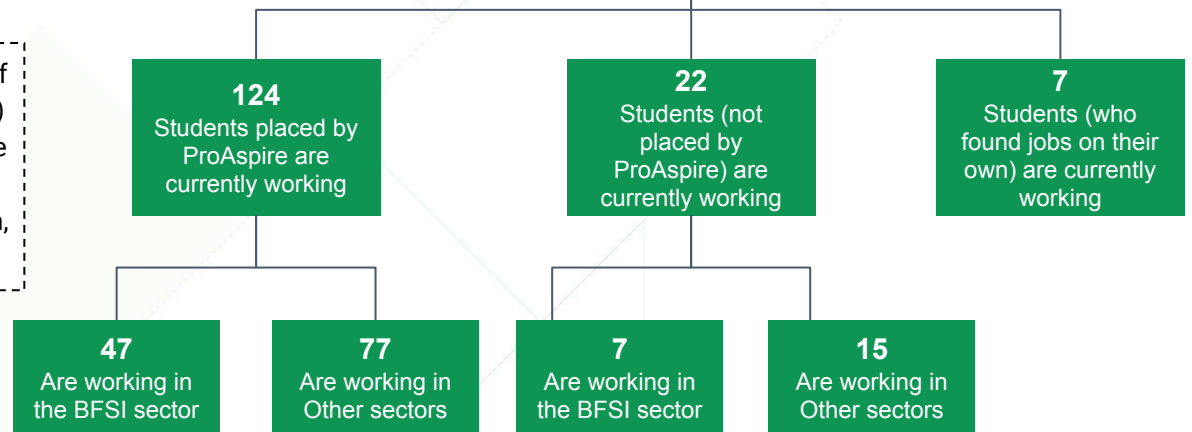 f
)
e
,
124
Students placed by
ProAspire are
currently working
22
Students (not
placed by
ProAspire) are
currently working
7
Students (who
found jobs on their
own) are currently
working
47
Are working in
the BFSI sector
77
Are working in
Other sectors
7
Are working in
the BFSI sector
15
Are working in
Other sectors